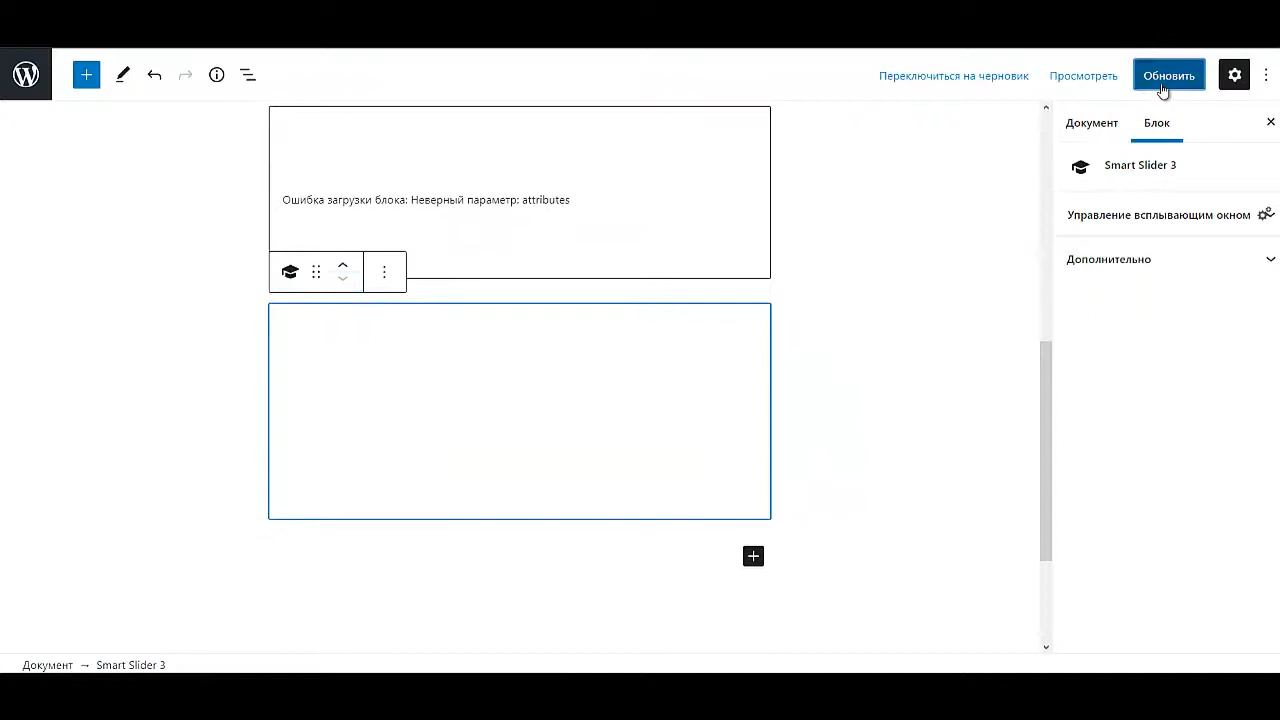 Переключиться на черновик
Просмотреть
Обновить
Документ
Блок
Smart Slider 3
Управление всплывающим окном
Дополнительно
Ошибка загрузки блока: Неверный параметр: attributes
Документ → Smart Slider 3